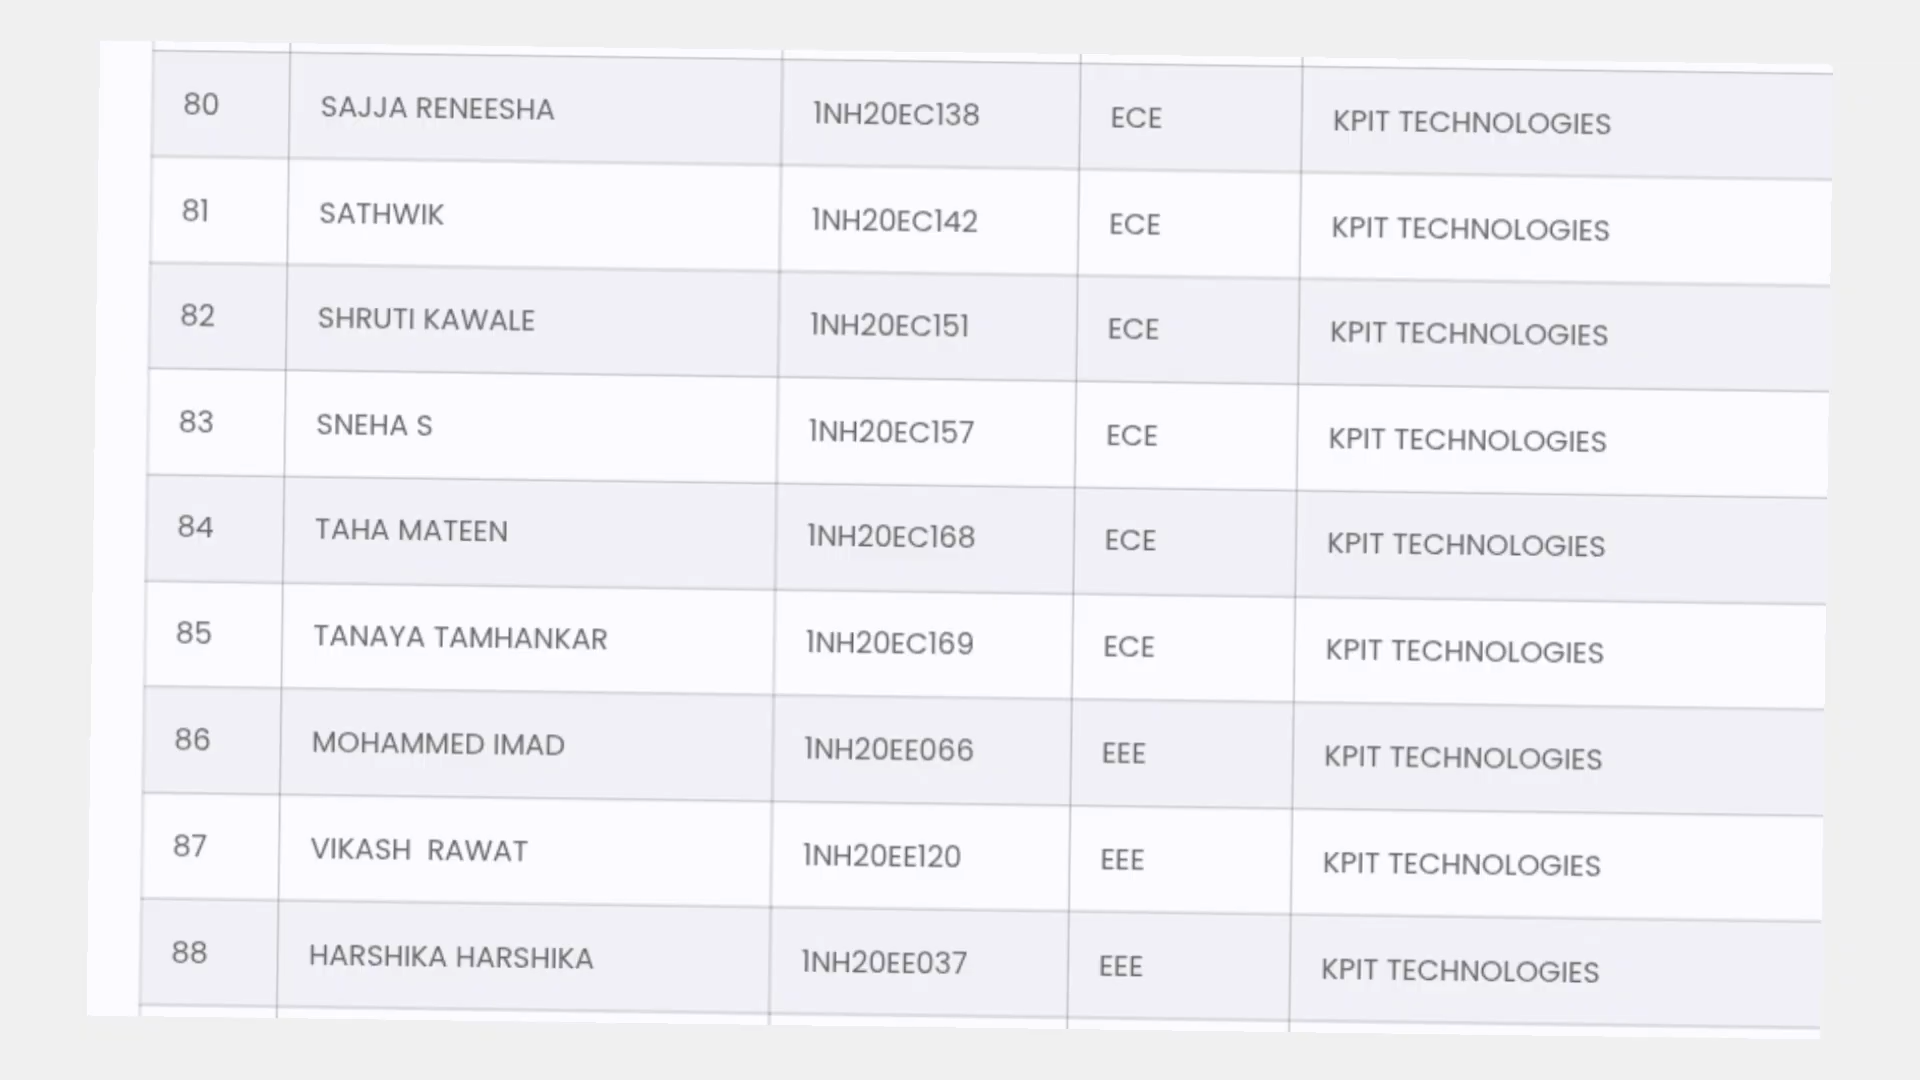 80 SAJJA RENEESHA 1NH20EC138 ECE KPIT TECHNOLOGIES
81 SATHWIK 1NH20EC142 ECE KPIT TECHNOLOGIES
82 SHRUTI KAWALE 1NH20EC151 ECE KPIT TECHNOLOGIES
83 SNEHA S 1NH20EC157 ECE KPIT TECHNOLOGIES
84 TAHA MATEEN 1NH20EC168 ECE KPIT TECHNOLOGIES
85 TANAYA TAMHANKAR 1NH20EC169 ECE KPIT TECHNOLOGIES
86 MOHAMMED IMAD 1NH20EE066 EEE KPIT TECHNOLOGIES
87 VIKASH  RAWAT 1NH20EE120 EEE KPIT TECHNOLOGIES
88 HARSHIKA HARSHIKA 1NH20EE037 EEE KPIT TECHNOLOGIES